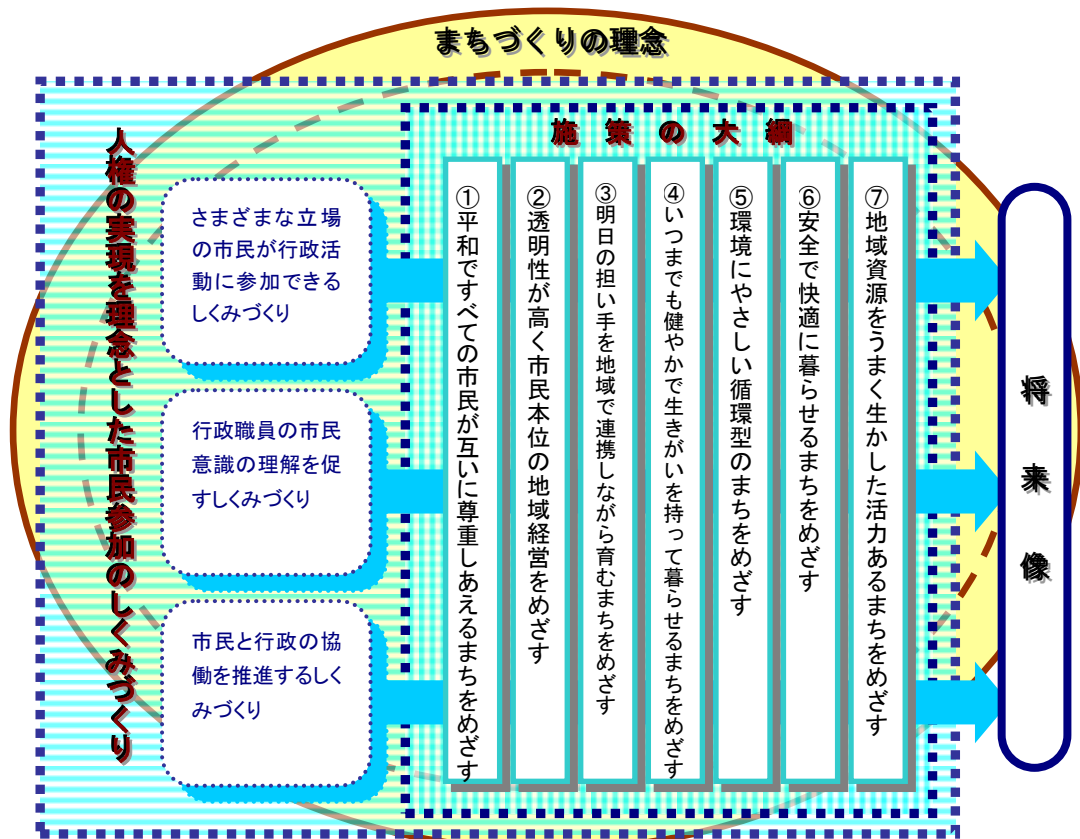 まちづくりの理念
人権の実現を理念とした市民参加のしくみづくり
さまざまな立場
の市民が行政活
動に参加できる
しくみづくり
行政職員の市民
意識の理解を促
すしくみづくり
市民と行政の協
働を推進するしく
みづくり
施策の大綱
①平和ですべての市民が互いに尊重しあえるまちをめざす
②透明性が高く市民本位の地域経営をめざす
③明日の担い手を地域で連携しながら育むまちをめざす
④いつまでも健やかで生きがいを持って暮らせるまちをめざす
⑤環境にやさしい循環型のまちをめざす
⑥安全で快適に暮らせるまちをめざす
⑦地域資源をうまく生かした活力あるまちをめざす
将来像